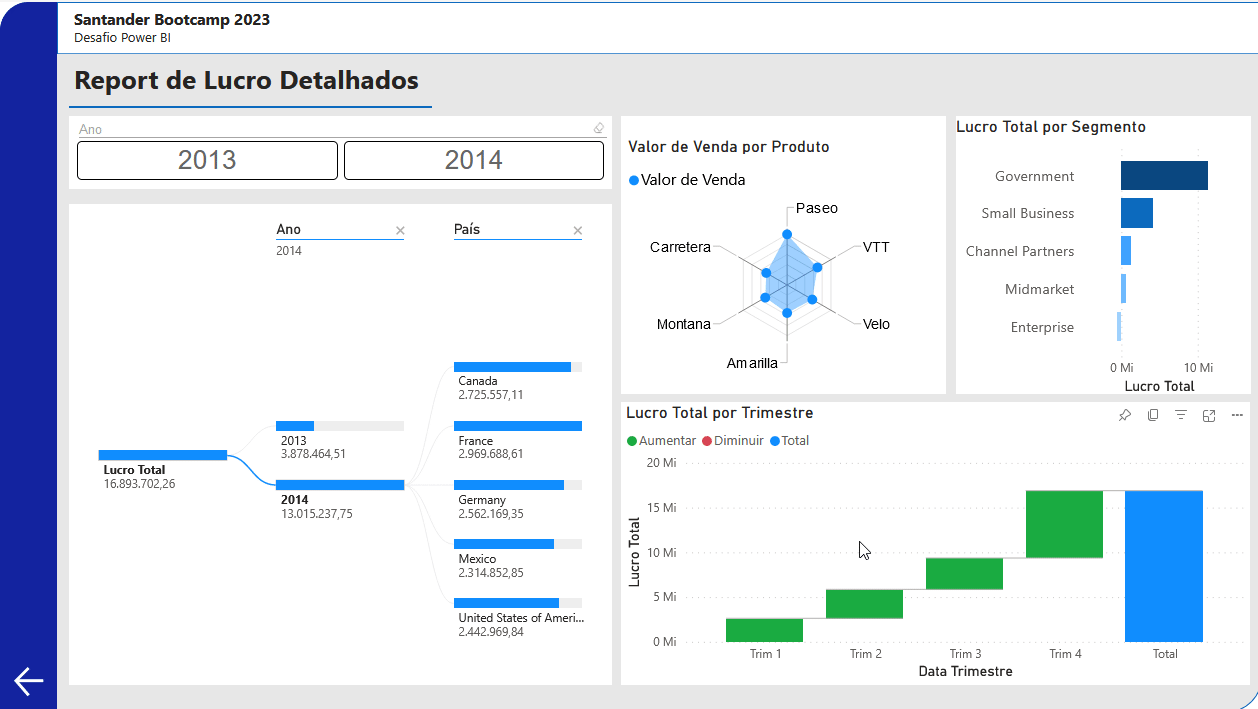 Santander Bootcamp 2023
Desafio Power BI
Report de Lucro Detalhados
Ano
2013
2014
Ano
2014
País
Lucro Total
16.893.702,26
2013
3.878.464,51
2014
13.015.237,75
Canada
2.725.557,11
France
2.969.688,61
Germany
2.562.169,35
Mexico
2.314.852,85
United States of Ameri...
2.442.969,84
Valor de Venda por Produto
Valor de Venda
Paseo
VTT
Velo
Amarilla
Montana
Carretera
Lucro Total por Segmento
Government
Small Business
Channel Partners
Midmarket
Enterprise
0 Mi
10 Mi
Lucro Total
Lucro Total por Trimestre
Aumentar
Diminuir
Total
20 Mi
15 Mi
10 Mi
5 Mi
0 Mi
Lucro Total
Trim 1
Trim 2
Trim 3
Trim 4
Total
Data Trimestre